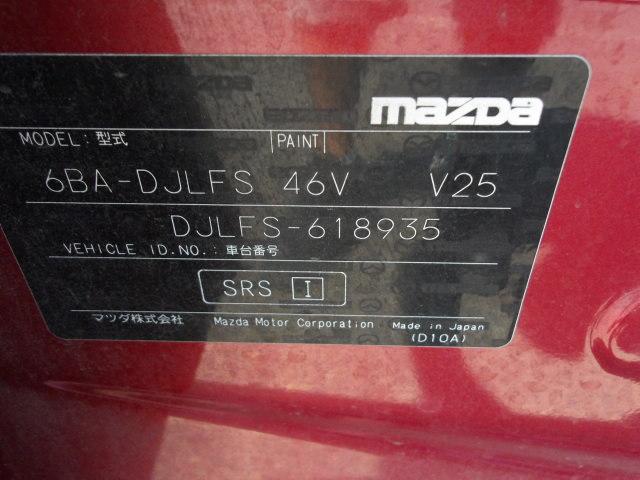 mazda
MODEL : 型式 PAINT
6BA-DJLFS 46V V25
DJLFS-618935
VEHICLE ID.NO. : 車台番号
SRS I
マツダ株式会社 Mazda Motor Corporation Made in Japan
(D10A)